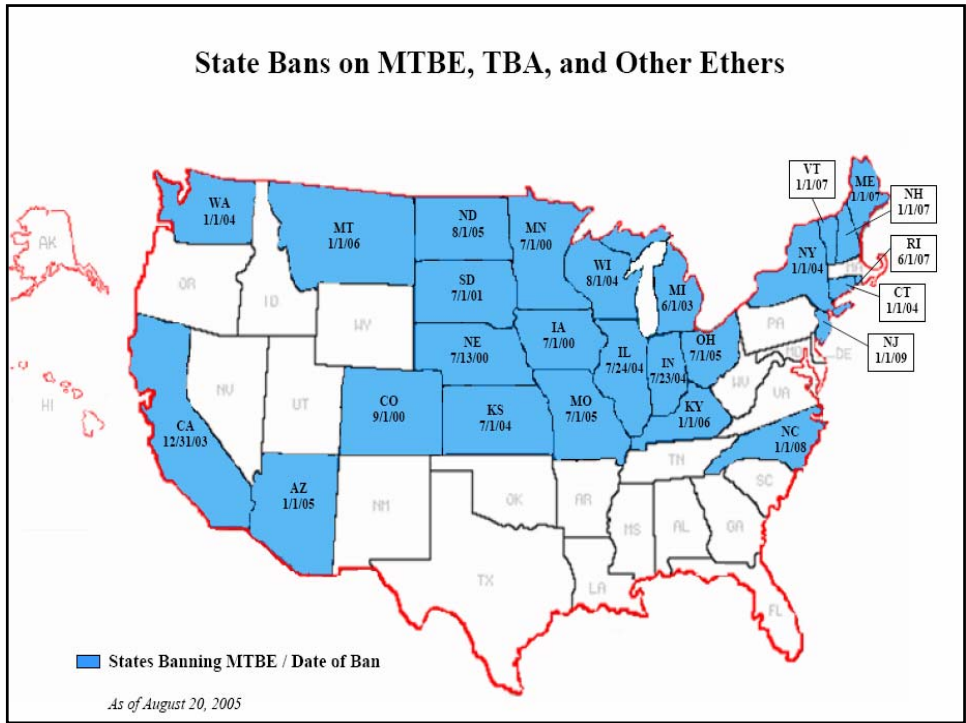 State Bans on MTBE, TBA, and Other Ethers
VT
1/1/07
ME
1/1/07
NH
1/1/07
WA
1/1/04
MT
1/1/06
ND
8/1/05
MN
7/1/00
AK
OR
ID
SD
7/1/01
WI
8/1/04
MI
6/1/03
NY
1/1/04
MA
RI
6/1/07
CT
1/1/04
WY
NE
7/13/00
IA
7/1/00
IL
7/24/04
IN
7/23/04
OH
7/1/05
PA
NJ
1/1/09
MD
DE
HI
NV
UT
CO
9/1/00
KS
7/1/04
MO
7/1/05
KY
1/1/06
WV
VA
CA
12/31/03
NC
1/1/08
AZ
1/1/05
NM
OK
AR
TN
SC
MS
AL
GA
TX
LA
FL
States Banning MTBE / Date of Ban
As of August 20, 2005